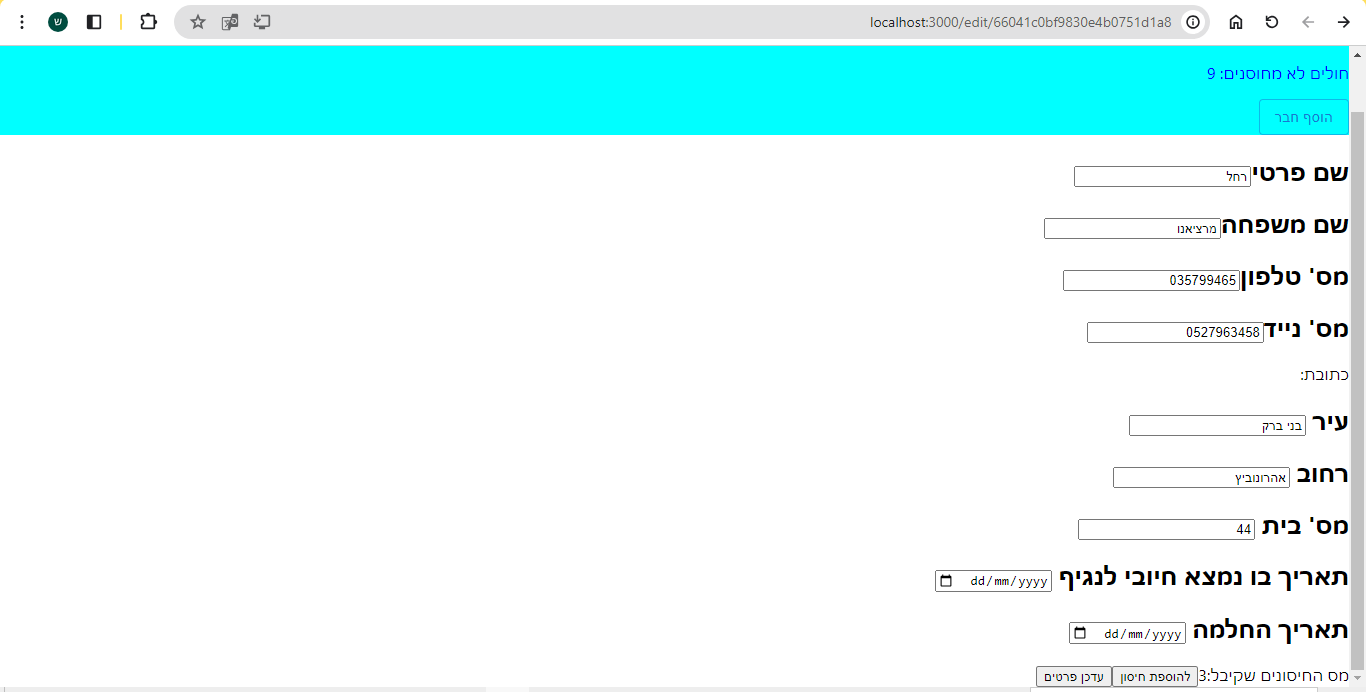 ש
localhost:3000/edit/66041c0bf9830e4b0751d1a8
חולים לא מחוסנים: 9
הוסף חבר
שם פרטי רחל
שם משפחה מרציאנו
מס' טלפון 035799465
מס' נייד 0527963458
כתובת:
עיר בני ברק
רחוב אהרונוביץ
מס' בית 44
תאריך בו נמצא חיובי לנגיף dd/mm/yyyy
תאריך החלמה dd/mm/yyyy
מס החיסונים שקיבל:3 להוספת חיסון עדכן פרטים